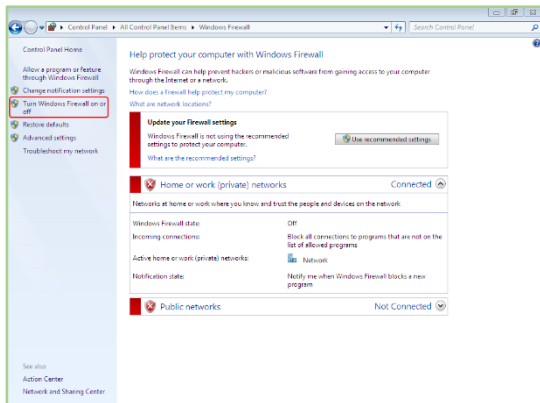 Control Panel ▸ All Control Panel Items ▸ Windows Firewall
Search Control Panel
Control Panel Home
Allow a program or feature
through Windows Firewall
Change notification settings
Turn Windows Firewall on or
off
Restore defaults
Advanced settings
Troubleshoot my network
See also
Action Center
Network and Sharing Center
Help protect your computer with Windows Firewall
Windows Firewall can help prevent hackers or malicious software from gaining access to your computer
through the Internet or a network.
How does a firewall help protect my computer?
What are network locations?
Update your Firewall settings
Windows Firewall is not using the recommended
settings to protect your computer.
What are the recommended settings?
Use recommended settings
Home or work (private) networks
Connected
Networks at home or work where you know and trust the people and devices on the network
Windows Firewall state:
Off
Incoming connections:
Block all connections to programs that are not on the
list of allowed programs
Active home or work (private) networks:
Network
Notification state:
Notify me when Windows Firewall blocks a new
program
Public networks
Not Connected